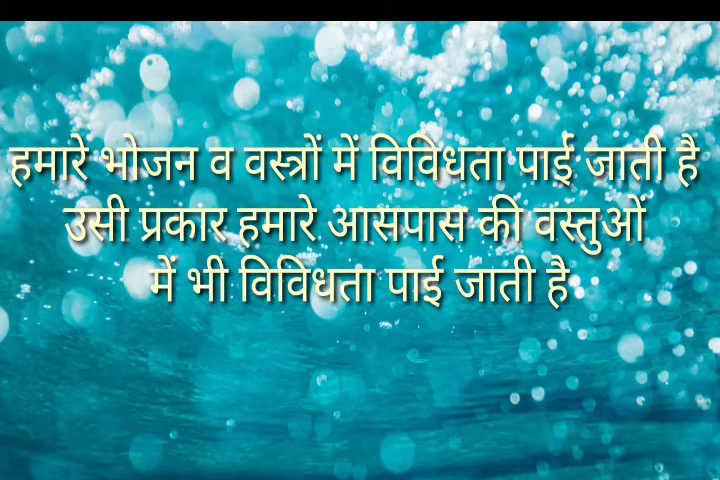 हमारे भोजन व वस्त्रों में विविधता पाई जाती है
उसी प्रकार हमारे आसपास की वस्तुओं
में भी विविधता पाई जाती है